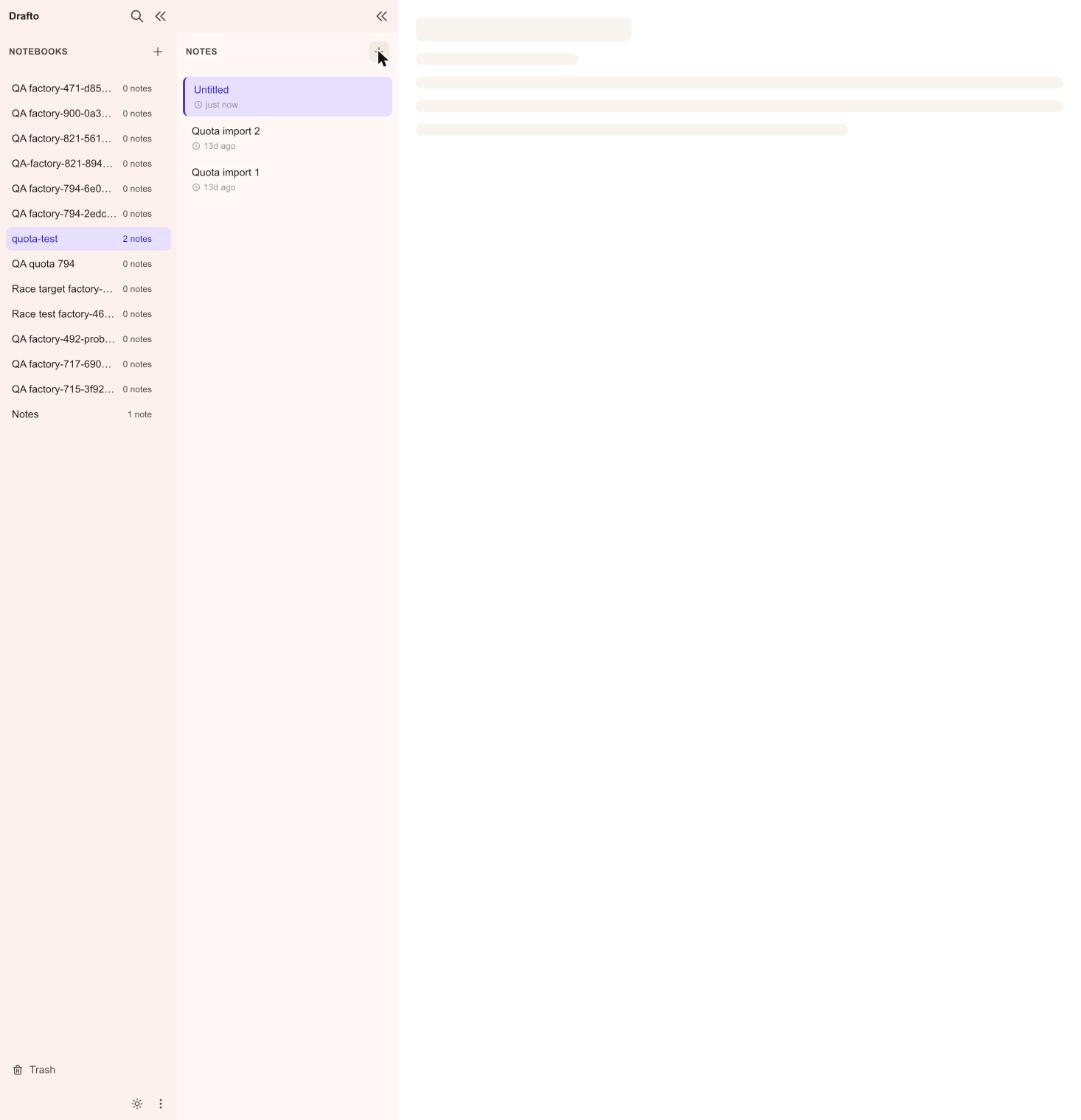 Drafto
NOTEBOOKS
QA factory-471-d85… 0 notes
QA factory-900-0a3… 0 notes
QA factory-821-561… 0 notes
QA-factory-821-894… 0 notes
QA factory-794-6e0… 0 notes
QA factory-794-2edc… 0 notes
quota-test 2 notes
QA quota 794 0 notes
Race target factory-… 0 notes
Race test factory-46… 0 notes
QA factory-492-prob… 0 notes
QA factory-717-690… 0 notes
QA factory-715-3f92… 0 notes
Notes 1 note
Trash
NOTES
Untitled
just now
Quota import 2
13d ago
Quota import 1
13d ago